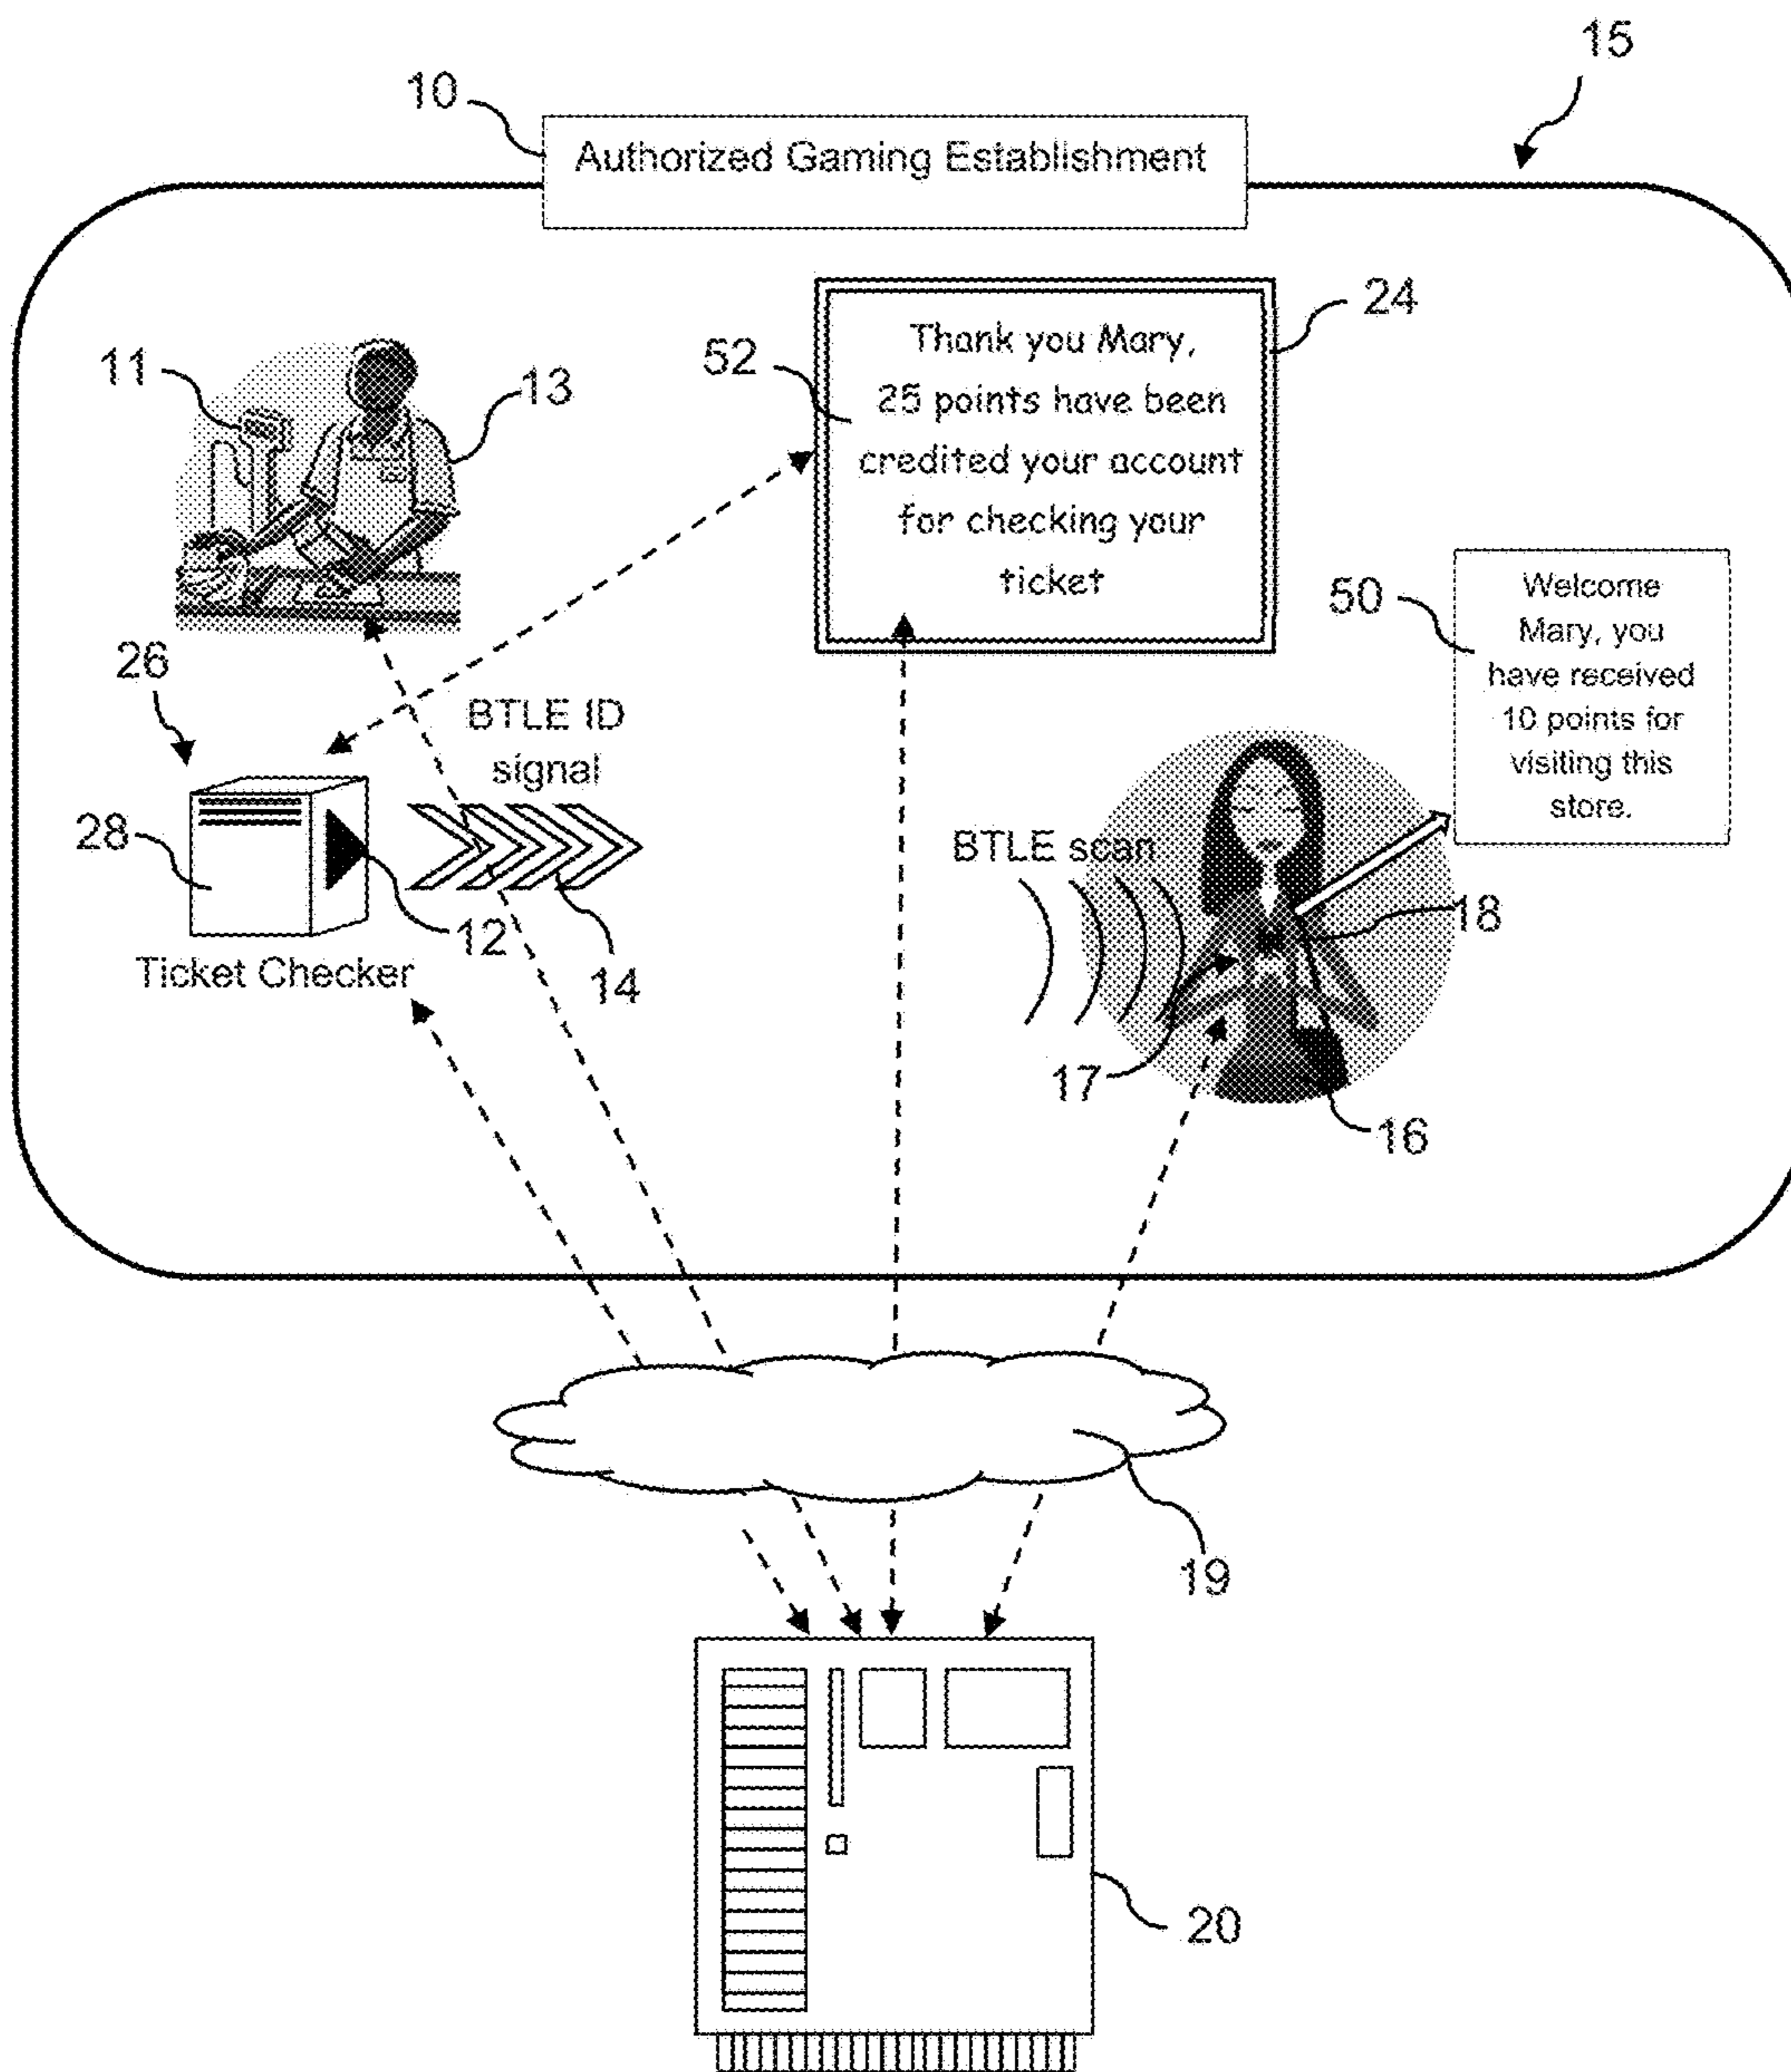 15
10
Authorized Gaming Establishment
24
Thank you Mary,
25 points have been
credited your account
for checking your
ticket
52
11
13
50
Welcome
Mary, you
have received
10 points for
visiting this
store.
26
BTLE ID
signal
28
BTLE scan
12
14
18
Ticket Checker
17
16
19
20